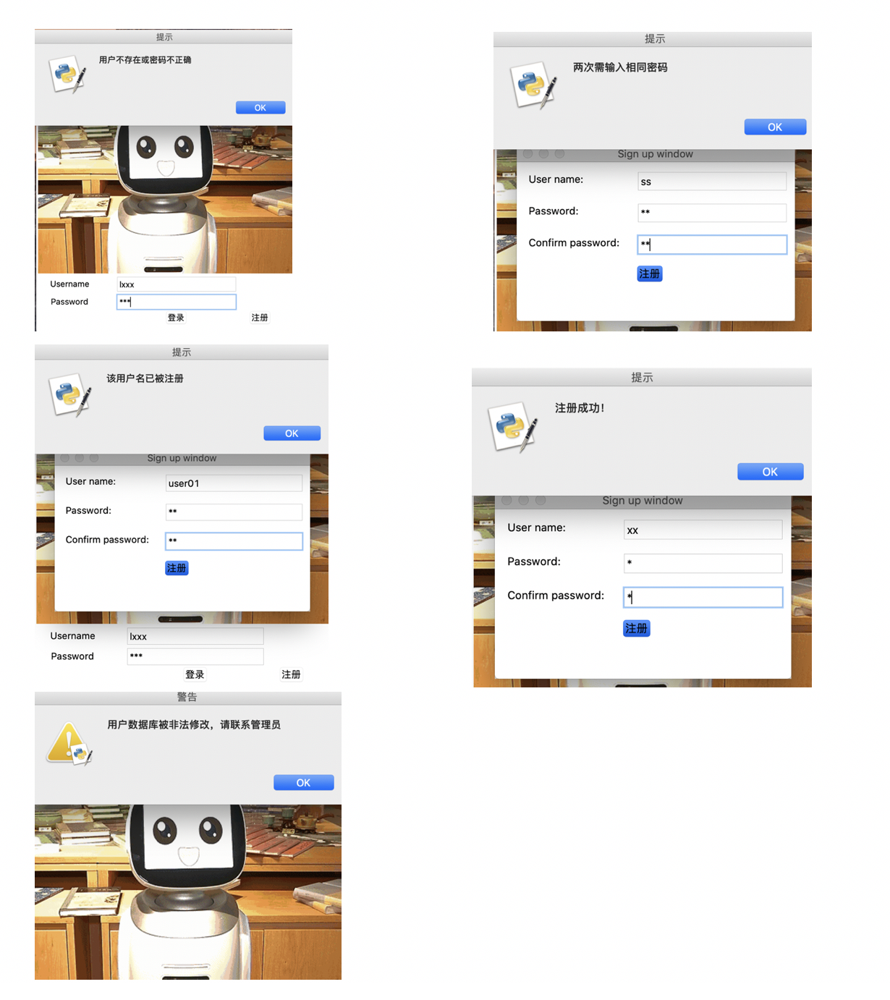 提示
用户不存在或密码不正确
OK
Username
lxxx
Password
***
登录
注册
提示
两次需输入相同密码
OK
Sign up window
User name:
ss
Password:
**
Confirm password:
**
注册
提示
该用户名已被注册
OK
Sign up window
User name:
user01
Password:
**
Confirm password:
**
注册
Username
lxxx
Password
***
登录
注册
提示
注册成功!
OK
Sign up window
User name:
xx
Password:
*
Confirm password:
*
注册
警告
用户数据库被非法修改，请联系管理员
OK